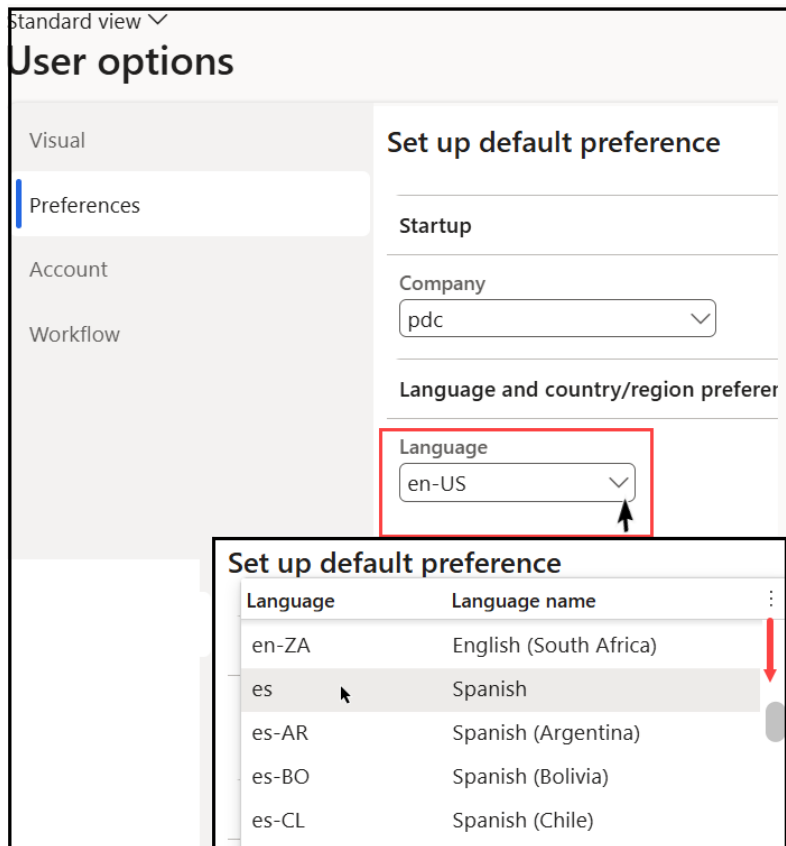 Standard view
User options
Visual
Preferences
Account
Workflow
Set up default preference
Startup
Company
pdc
Language and country/region preferer
Language
en-US
Set up default preference
Language Language name
en-ZA English (South Africa)
es Spanish
es-AR Spanish (Argentina)
es-BO Spanish (Bolivia)
es-CL Spanish (Chile)